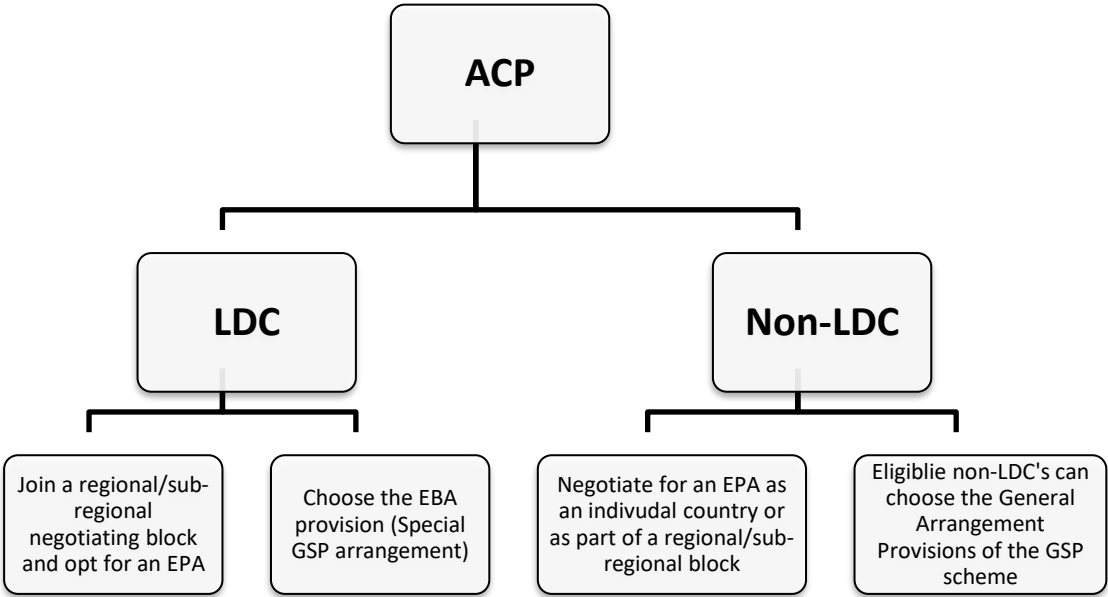 ACP
LDC
Non-LDC
Join a regional/sub-
regional
negotiating block
and opt for an EPA
Choose the EBA
provision (Special
GSP arrangement)
Negotiate for an EPA as
an indivudal country or
as part of a regional/sub-
regional block
Eligiblie non-LDC's can
choose the General
Arrangement
Provisions of the GSP
scheme